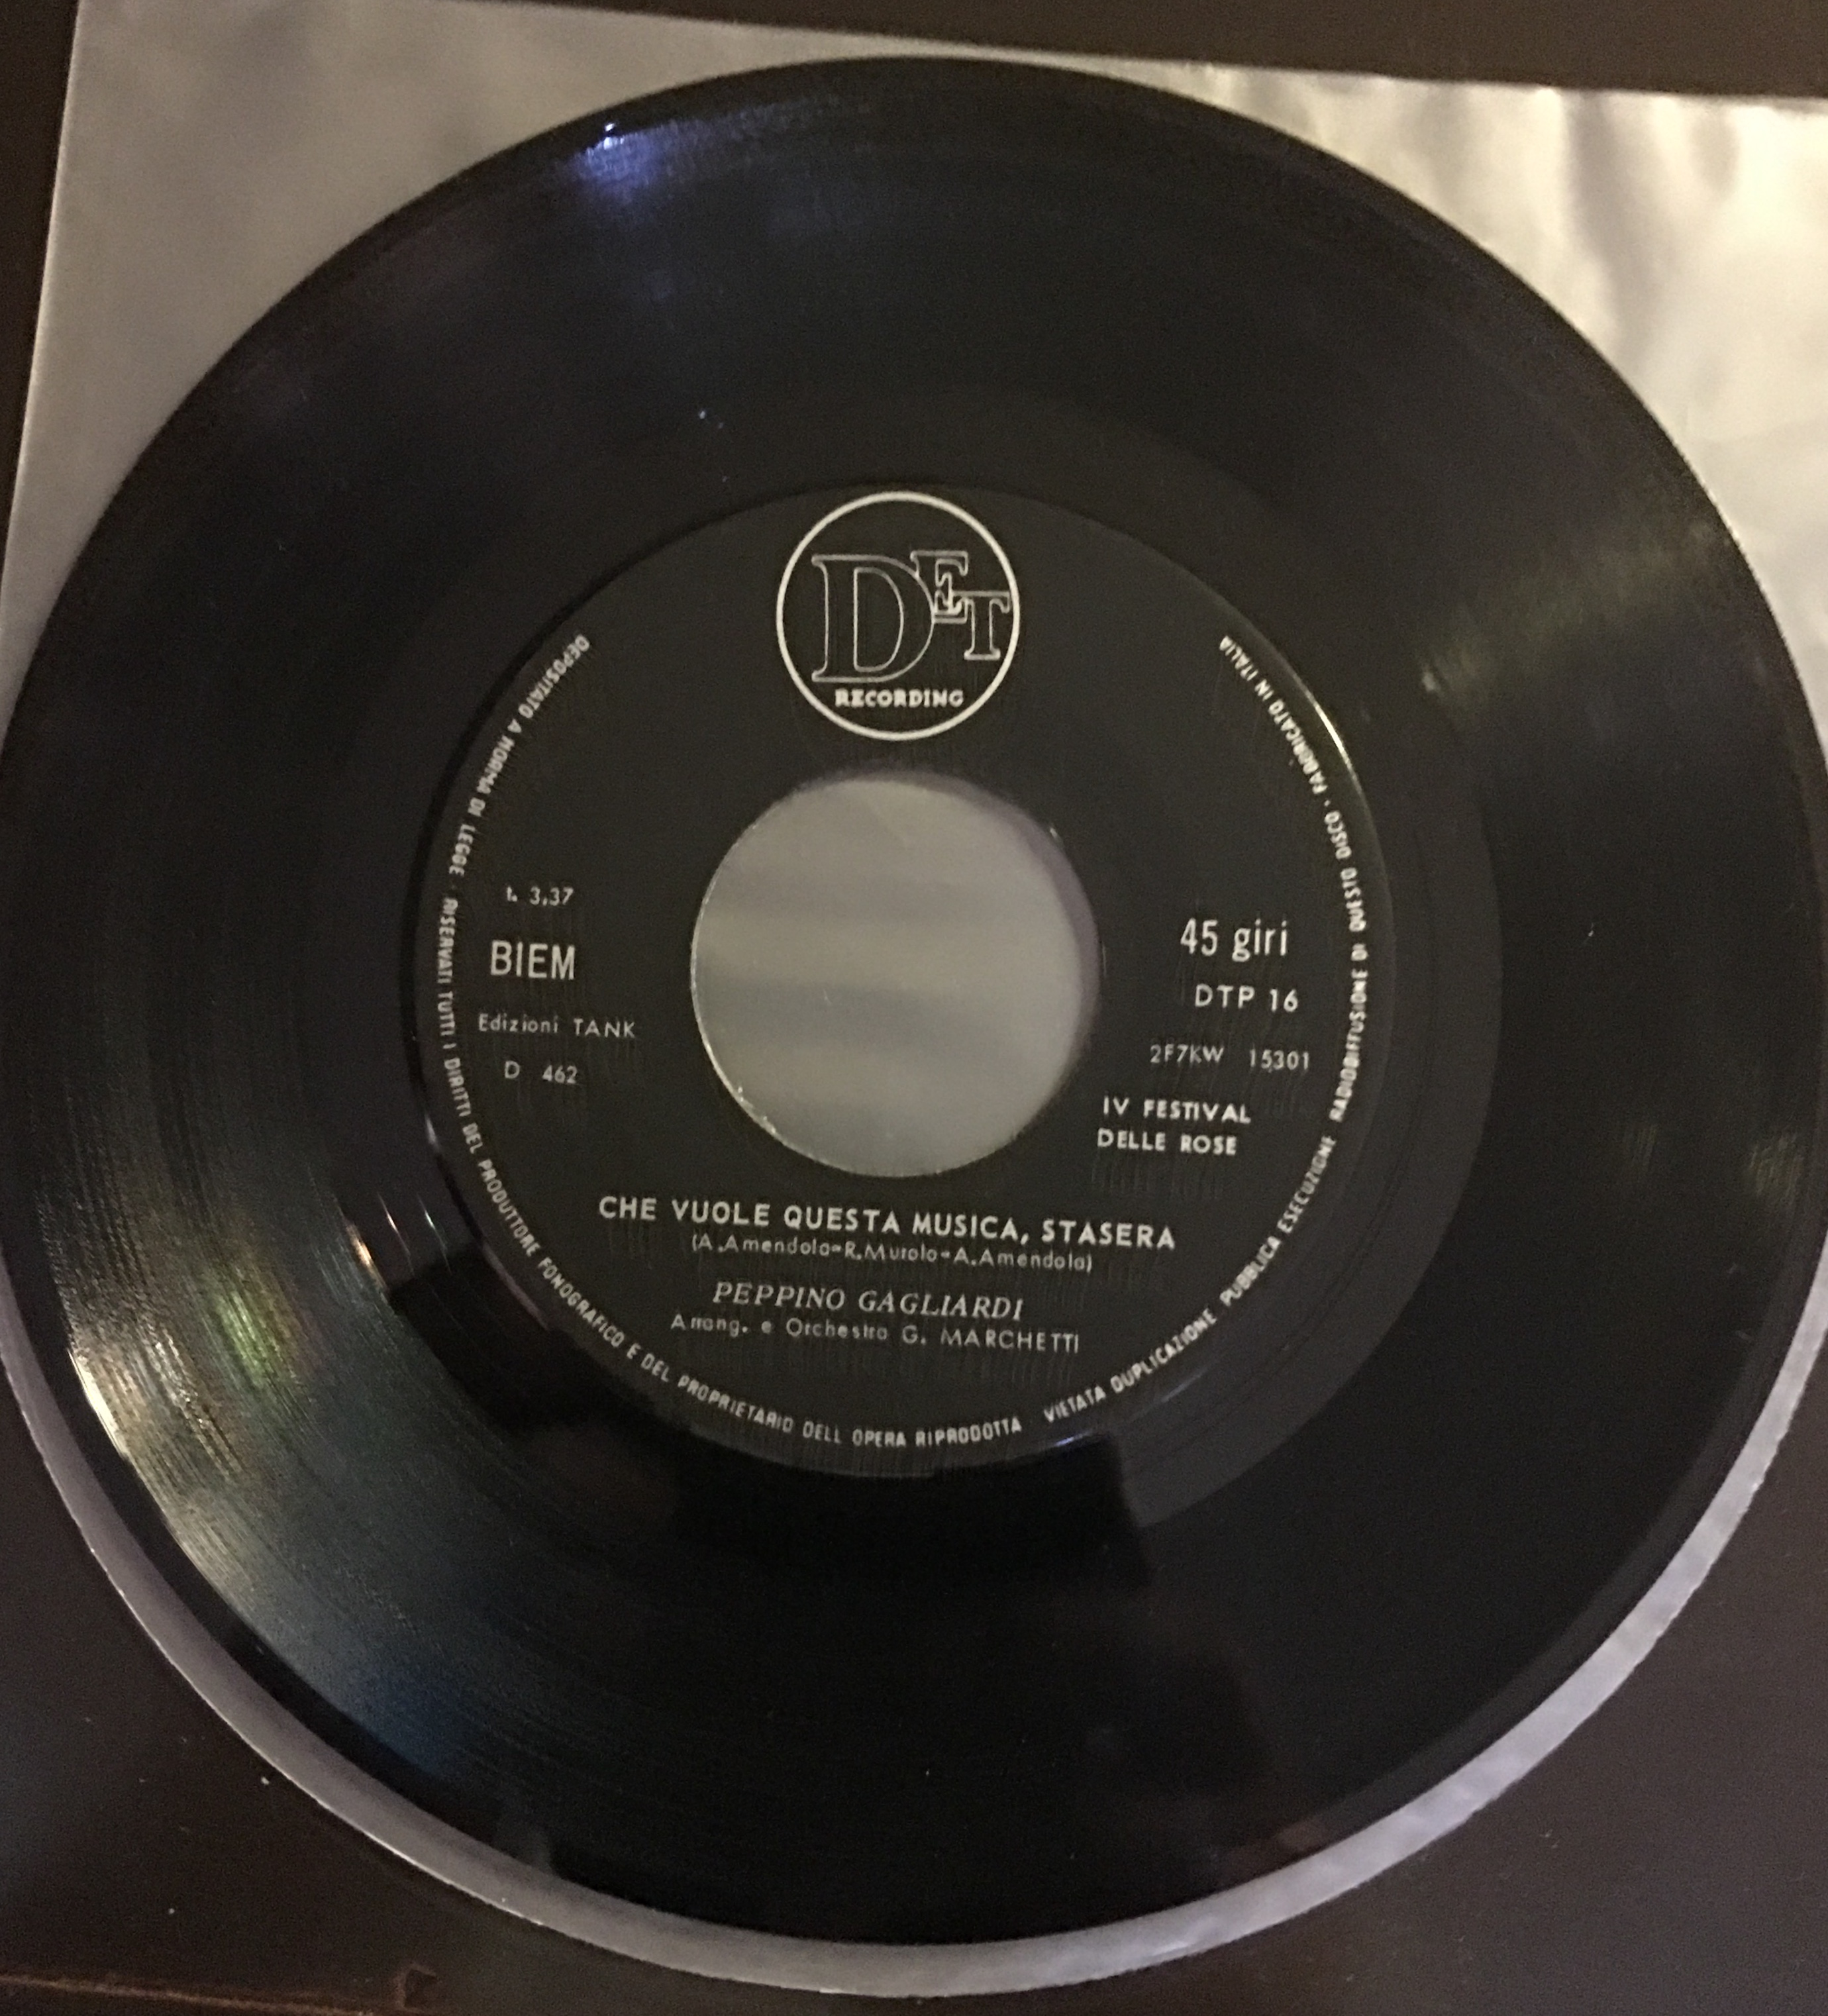 DET
RECORDING
t. 3,37
BIEM
Edizioni TANK
D 462
45 giri
DTP 16
2F7KW 15301
IV FESTIVAL
DELLE ROSE
CHE VUOLE QUESTA MUSICA, STASERA
(A.Amendola-R.Murolo-A.Amendola)
PEPPINO GAGLIARDI
Arrang. e Orchestra G. MARCHETTI
DEPOSITATO A NORMA DI LEGGE · RISERVATI TUTTI I DIRITTI DEL PRODUTTORE FONOGRAFICO E DEL PROPRIETARIO DELL OPERA RIPRODOTTA VIETATA DUPLICAZIONE PUBBLICA ESECUZIONE RADIODIFFUSIONE DI QUESTO DISCO · FABBRICATO IN ITALIA